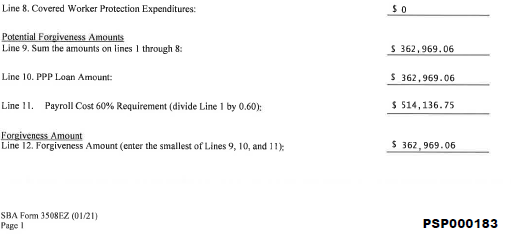 Line 8. Covered Worker Protection Expenditures: $ 0
Potential Forgiveness Amounts
Line 9. Sum the amounts on lines 1 through 8: $ 362,969.06
Line 10. PPP Loan Amount: $ 362,969.06
Line 11. Payroll Cost 60% Requirement (divide Line 1 by 0.60): $ 514,136.75
Forgiveness Amount
Line 12. Forgiveness Amount (enter the smallest of Lines 9, 10, and 11): $ 362,969.06
SBA Form 3508EZ (01/21)
Page 1 PSP000183